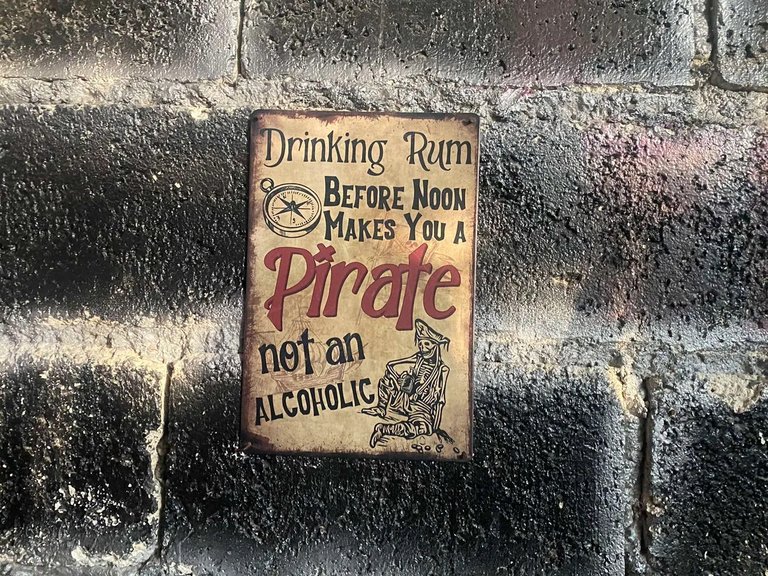 Drinking Rum
BEFORE NOON
MAKES YOU A
Pirate
not an
ALCOHOLIC